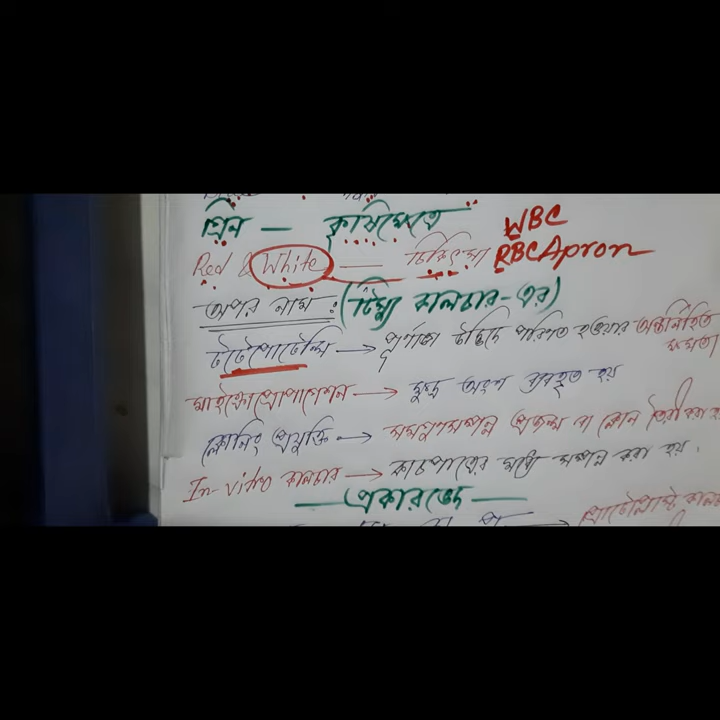 গ্রিন — কৃষিক্ষেত্রে
WBC
Red & White — চিকিৎসা RBC Apron
অপর নাম : (টিস্যু কালচার-এর)
টটিপোটেন্সি → পূর্ণাঙ্গ উদ্ভিদে পরিণত হওয়ার অন্তর্নিহিত ক্ষমতা
মাইক্রোপ্রোপাগেশন → ক্ষুদ্র অংশ ব্যবহৃত হয়
ক্লোনিং প্রযুক্তি → সমগুণসম্পন্ন প্রজন্ম বা ক্লোন তৈরী করা হ
In-vitro কালচার → কাচপাত্রের মধ্যে সম্পন্ন করা হয়.
— প্রকারভেদ —
→ প্রোটোপ্লাস্ট কাল